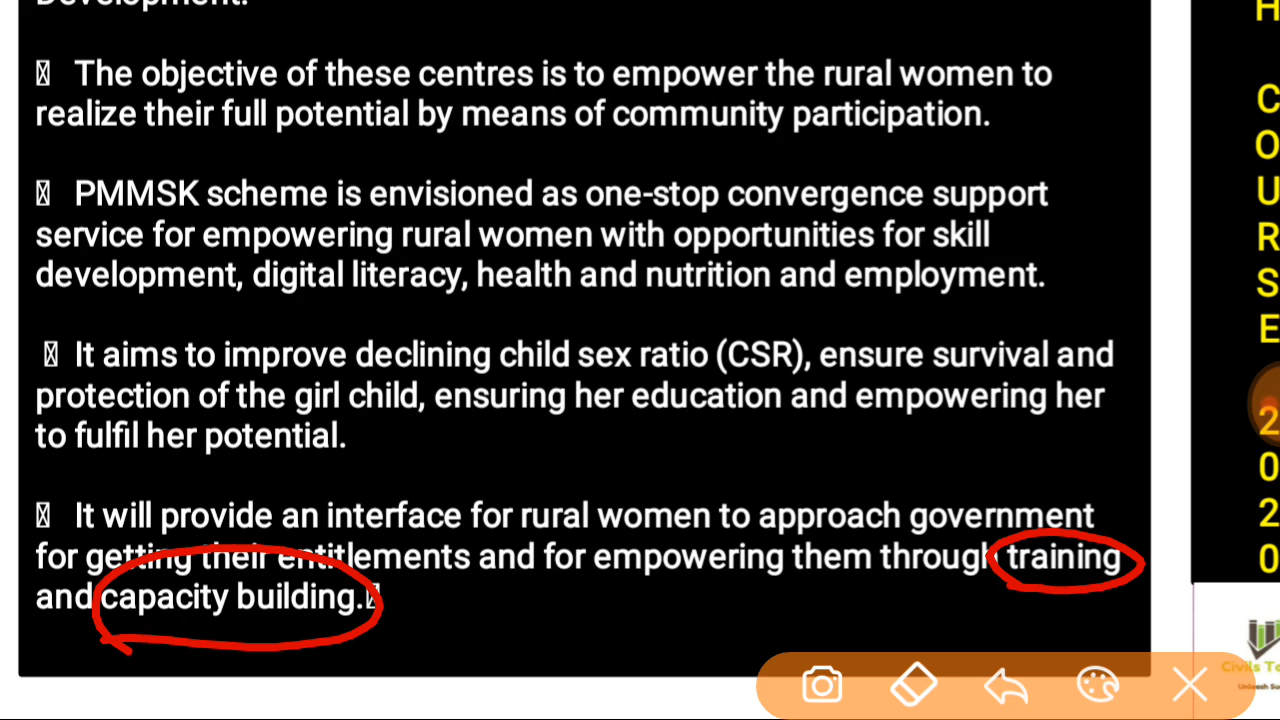 Development.
The objective of these centres is to empower the rural women to
realize their full potential by means of community participation.
PMMSK scheme is envisioned as one-stop convergence support
service for empowering rural women with opportunities for skill
development, digital literacy, health and nutrition and employment.
It aims to improve declining child sex ratio (CSR), ensure survival and
protection of the girl child, ensuring her education and empowering her
to fulfil her potential.
It will provide an interface for rural women to approach government
for getting their entitlements and for empowering them through training
and capacity building.
H
C
O
U
R
S
E
2
0
2
0
Civils